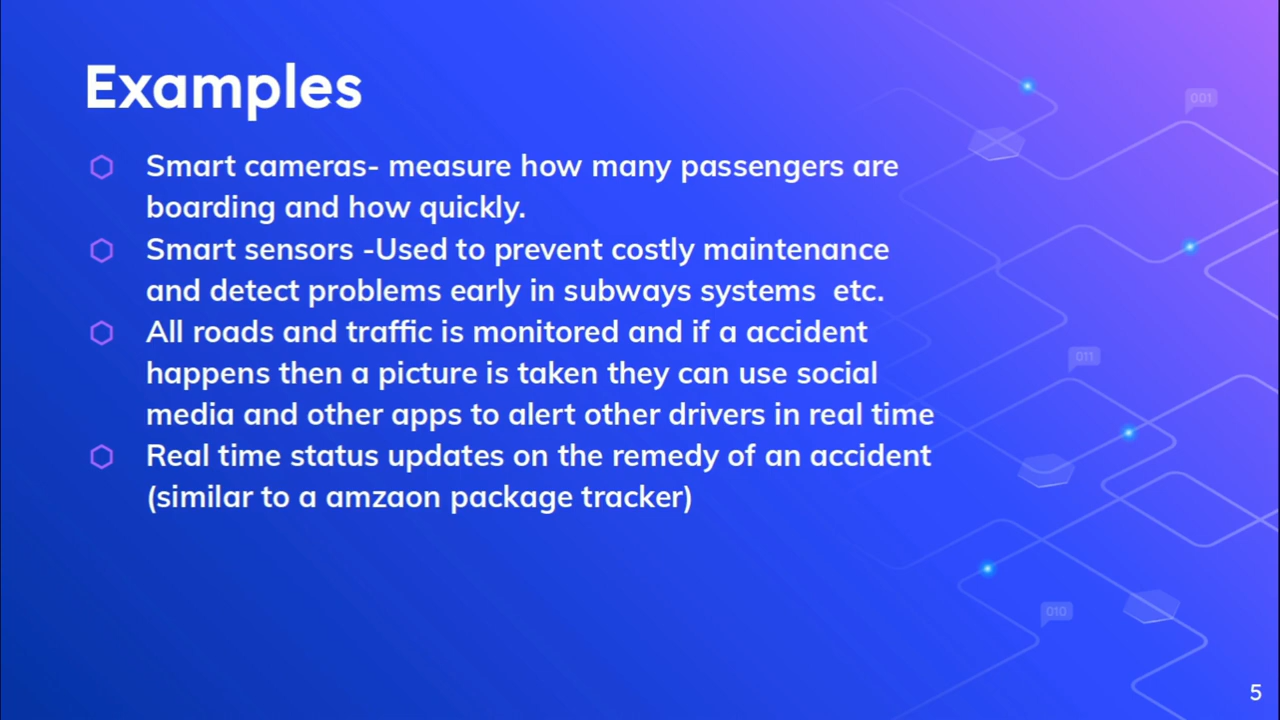 Examples
Smart cameras- measure how many passengers are
boarding and how quickly.
Smart sensors -Used to prevent costly maintenance
and detect problems early in subways systems  etc.
All roads and traffic is monitored and if a accident
happens then a picture is taken they can use social
media and other apps to alert other drivers in real time
Real time status updates on the remedy of an accident
(similar to a amzaon package tracker)
001
011
010
5